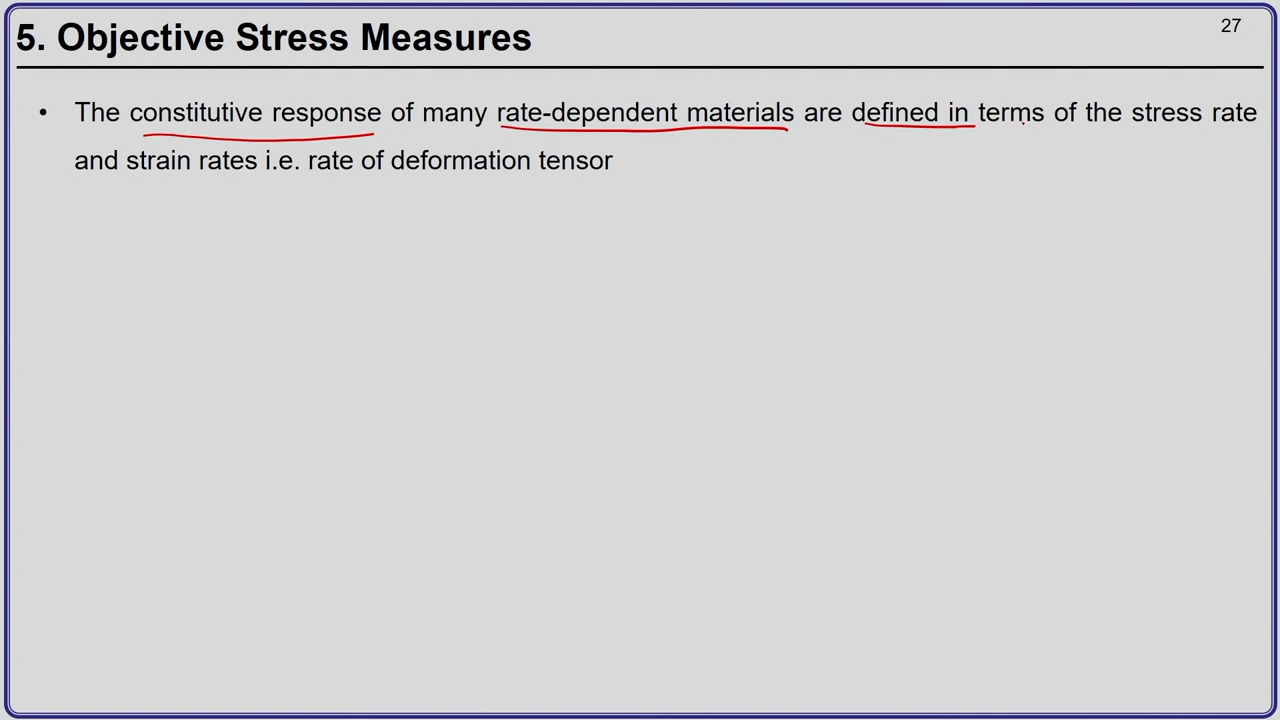 5. Objective Stress Measures
27
• The constitutive response of many rate-dependent materials are defined in terms of the stress rate
and strain rates i.e. rate of deformation tensor